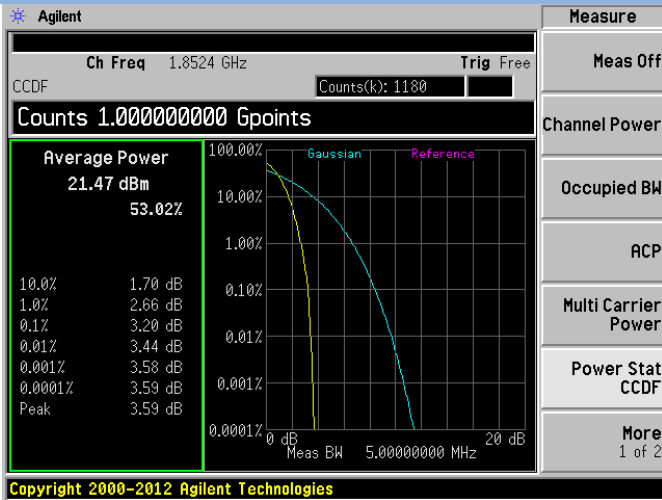 Agilent
Measure
Ch Freq 1.8524 GHz Trig Free
Meas Off
CCDF
Counts(k): 1180
Counts 1.000000000 Gpoints
Channel Power
Average Power
21.47 dBm
53.02%
10.0% 1.70 dB
1.0% 2.66 dB
0.1% 3.20 dB
0.01% 3.44 dB
0.001% 3.58 dB
0.0001% 3.59 dB
Peak 3.59 dB
Gaussian Reference
100.00%
10.00%
1.00%
0.10%
0.01%
0.001%
0.0001%
0 dB 20 dB
Meas BW 5.00000000 MHz
Occupied BW
ACP
Multi Carrier
Power
Power Stat
CCDF
More
1 of 2
Copyright 2000-2012 Agilent Technologies